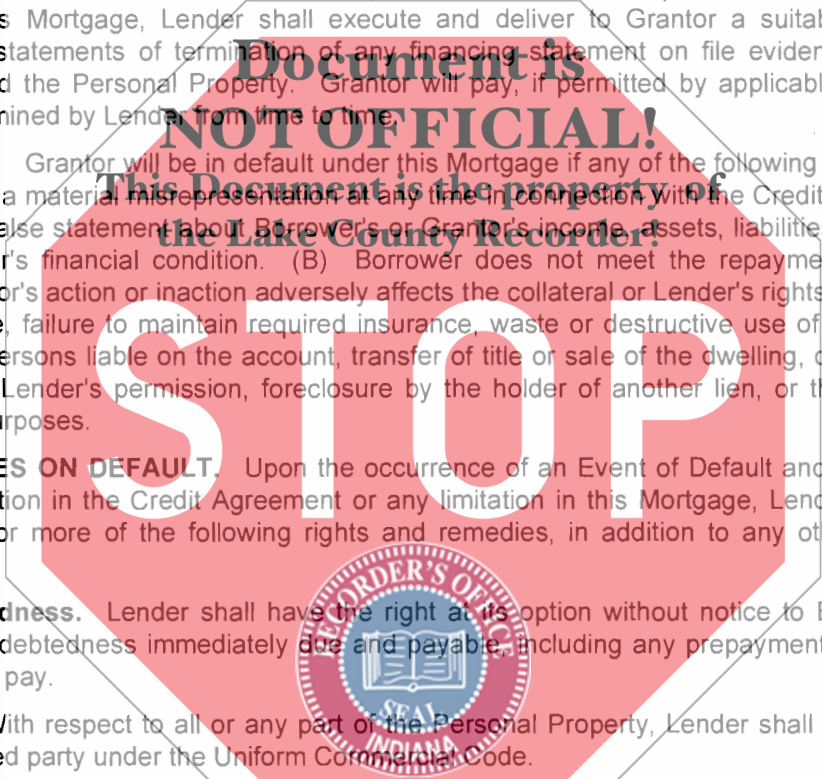 s Mortgage, Lender shall execute and deliver to Grantor a suitab
statements of termination of any financing statement on file eviden
d the Personal Property. Grantor will pay, if permitted by applicabl
nined by Lender from time to time.
Document is
NOT OFFICIAL!
This Document is the property of
the Lake County Recorder!
Grantor will be in default under this Mortgage if any of the following
a material misrepresentation at any time in connection with the Credit
alse statement about Borrower's or Grantor's income, assets, liabilitie
r's financial condition. (B) Borrower does not meet the repayme
or's action or inaction adversely affects the collateral or Lender's rights
e, failure to maintain required insurance, waste or destructive use of
ersons liable on the account, transfer of title or sale of the dwelling, c
Lender's permission, foreclosure by the holder of another lien, or th
rposes.
STOP
ES ON DEFAULT. Upon the occurrence of an Event of Default and
tion in the Credit Agreement or any limitation in this Mortgage, Lend
or more of the following rights and remedies, in addition to any oth
dness. Lender shall have the right at its option without notice to B
debtedness immediately due and payable, including any prepayment
pay.
With respect to all or any part of the Personal Property, Lender shall
ed party under the Uniform Commercial Code.
RECORDER'S OFFICE
SEAL
INDIANA